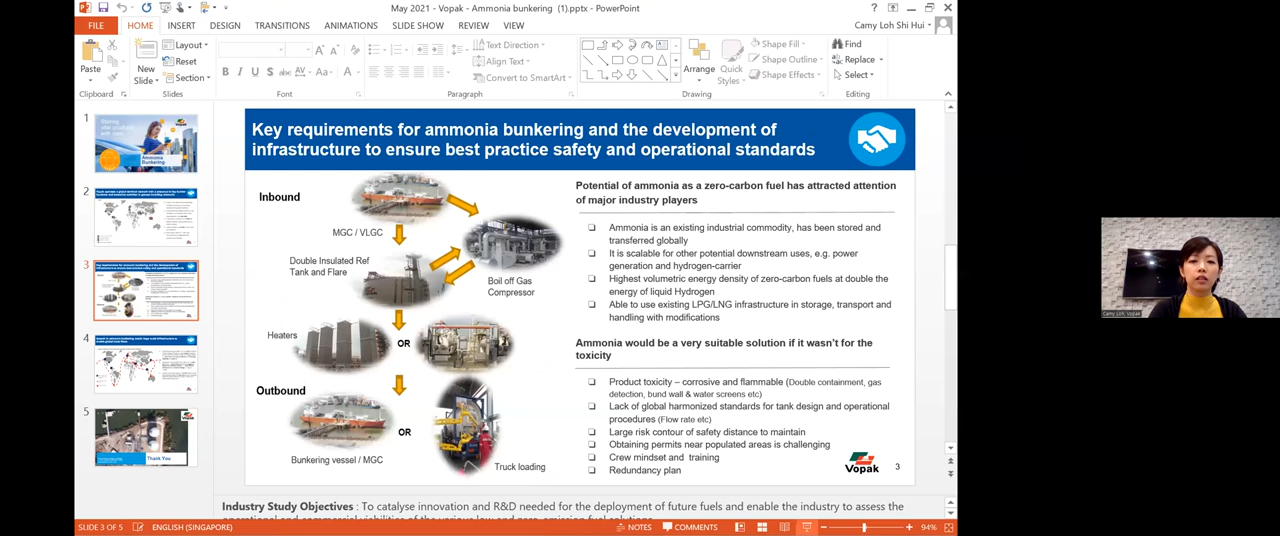 May 2021 - Vopak - Ammonia bunkering (1).pptx - PowerPoint
FILE HOME INSERT DESIGN TRANSITIONS ANIMATIONS SLIDE SHOW REVIEW VIEW
Camy Loh Shi Hui
Paste
New
Slide
Layout
Reset
Section
Text Direction
Align Text
Convert to SmartArt
Arrange
Quick
Styles
Shape Fill
Shape Outline
Shape Effects
Find
Replace
Select
Clipboard Slides Font Paragraph Drawing Editing
1
2
3
4
5
Ammonia
Bunkering
Thank You
Key requirements for ammonia bunkering and the development of
infrastructure to ensure best practice safety and operational standards
Inbound
MGC / VLGC
Double Insulated Ref
Tank and Flare
Boil off Gas
Compressor
Heaters
OR
Outbound
OR
Bunkering vessel / MGC
Truck loading
Potential of ammonia as a zero-carbon fuel has attracted attention
of major industry players
Ammonia is an existing industrial commodity, has been stored and
transferred globally
It is scalable for other potential downstream uses, e.g. power
generation and hydrogen-carrier
Highest volumetric energy density of zero carbon fuels at double the
energy of liquid Hydrogen
Able to use existing LPG/LNG infrastructure in storage, transport and
handling with modifications
Ammonia would be a very suitable solution if it wasn't for the
toxicity
Product toxicity – corrosive and flammable (Double containment, gas
detection, bund wall & water screens etc)
Lack of global harmonized standards for tank design and operational
procedures (Flow rate etc)
Large risk contour of safety distance to maintain
Obtaining permits near populated areas is challenging
Crew mindset and training
Redundancy plan
Vopak
3
Industry Study Objectives : To catalyse innovation and R&D needed for the deployment of future fuels and enable the industry to assess the
SLIDE 3 OF 5 ENGLISH (SINGAPORE) NOTES COMMENTS 94%
Camy Loh, Vopak